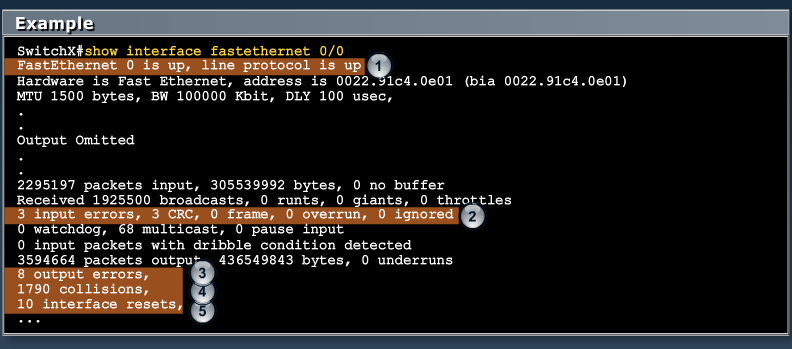 Example
SwitchX#show interface fastethernet 0/0
FastEthernet 0 is up, line protocol is up 1
Hardware is Fast Ethernet, address is 0022.91c4.0e01 (bia 0022.91c4.0e01)
MTU 1500 bytes, BW 100000 Kbit, DLY 100 usec,
.
.
Output Omitted
.
.
2295197 packets input, 305539992 bytes, 0 no buffer
Received 1925500 broadcasts, 0 runts, 0 giants, 0 throttles
3 input errors, 3 CRC, 0 frame, 0 overrun, 0 ignored 2
0 watchdog, 68 multicast, 0 pause input
0 input packets with dribble condition detected
3594664 packets output, 436549843 bytes, 0 underruns
8 output errors, 3
1790 collisions, 4
10 interface resets, 5
...